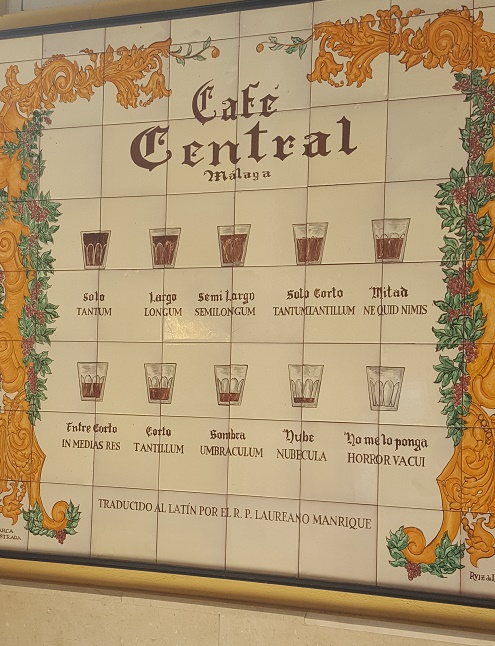 Café
Central
Málaga
Solo Largo Semi Largo Solo Corto Mitad
TANTUM LONGUM SEMILONGUM TANTUMTANTILLUM NE QUID NIMIS
Entre Corto Corto Sombra Nube No me lo ponga
IN MEDIAS RES TANTILLUM UMBRACULUM NUBECULA HORROR VACUI
TRADUCIDO AL LATÍN POR EL R. P. LAUREANO MANRIQUE